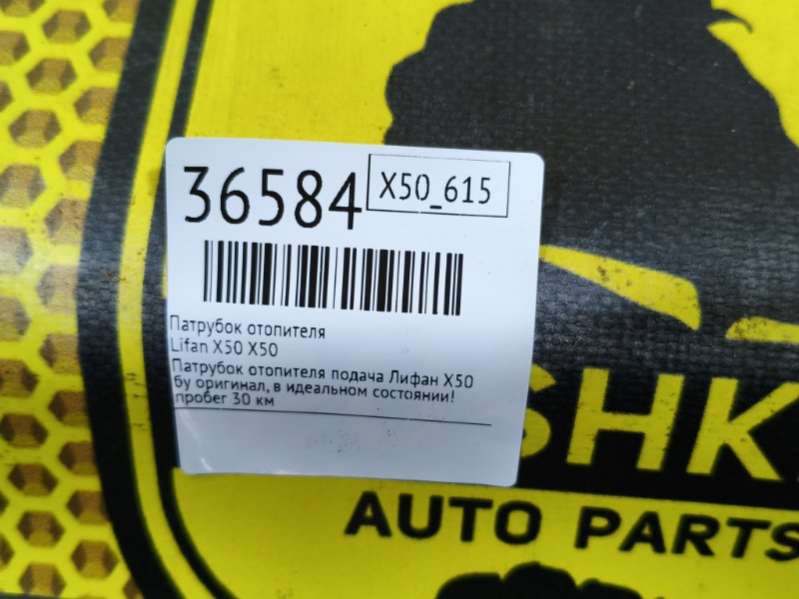 36584
X50_615
Патрубок отопителя
Lifan X50 X50
Патрубок отопителя подача Лифан X50
бу оригинал, в идеальном состоянии!
пробег 30 км
SHK
AUTO PARTS